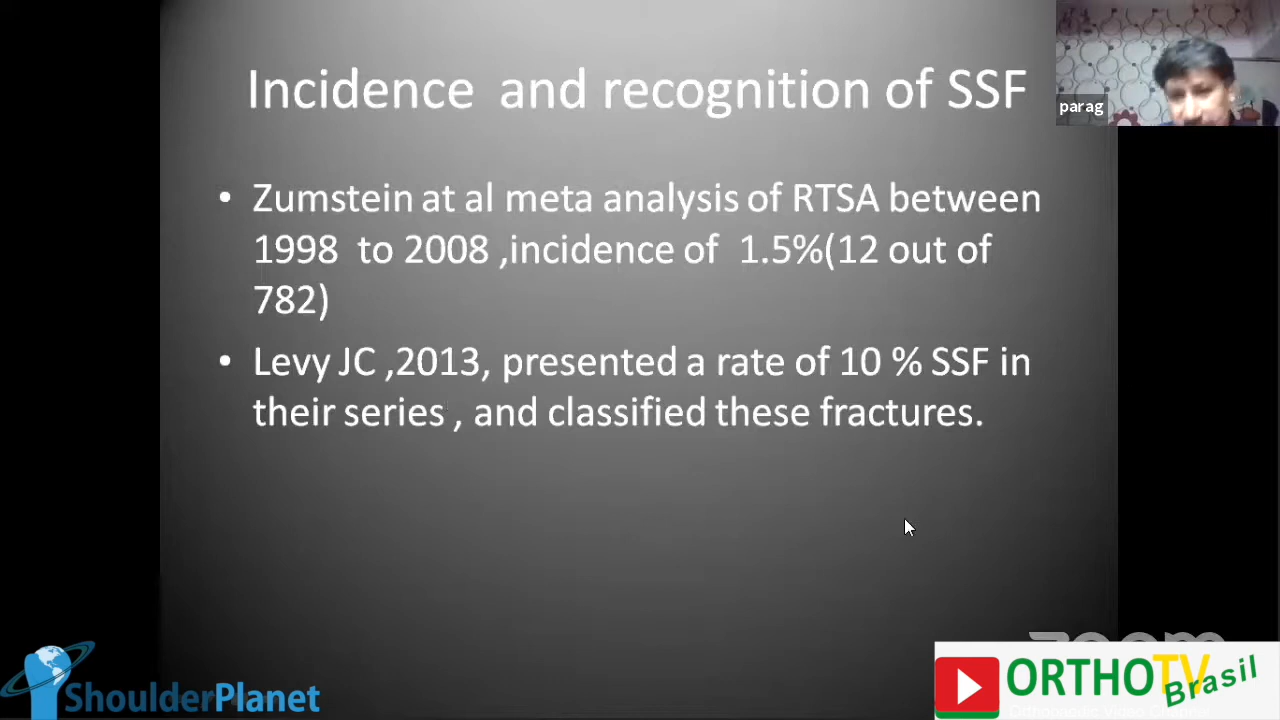 Incidence and recognition of SSF
parag
• Zumstein at al meta analysis of RTSA between
1998 to 2008 ,incidence of 1.5%(12 out of
782)
• Levy JC ,2013, presented a rate of 10 % SSF in
their series , and classified these fractures.
zoom
ShoulderPlanet
ORTHOTV
Brasil